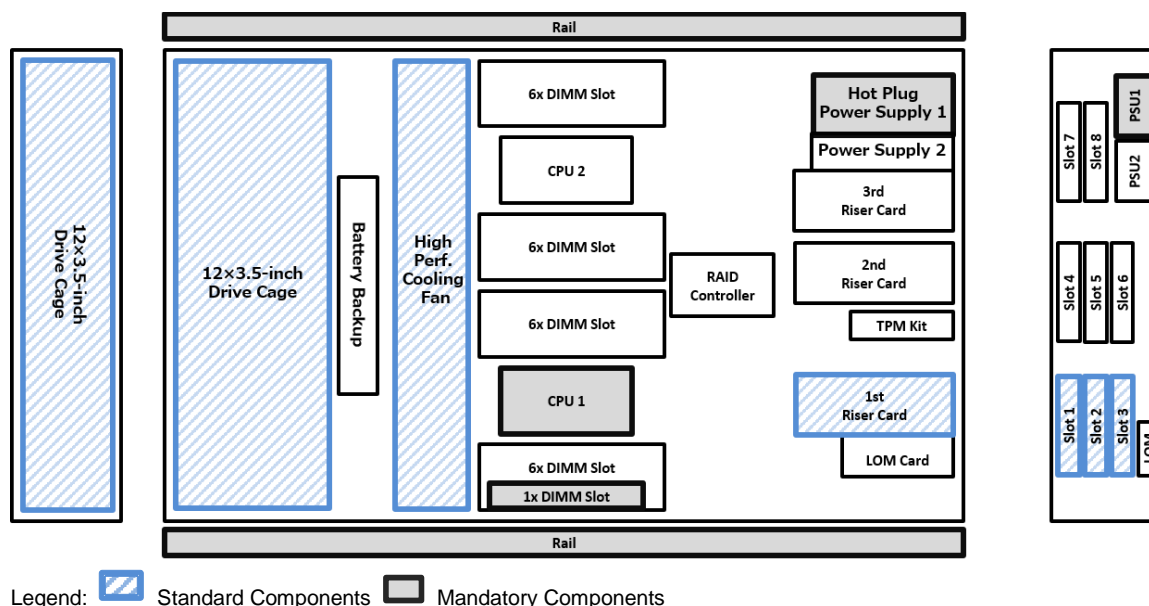 Rail
12×3.5-inch
Drive Cage
12×3.5-inch
Drive Cage
Battery Backup
High
Perf.
Cooling
Fan
6x DIMM Slot
CPU 2
6x DIMM Slot
6x DIMM Slot
CPU 1
6x DIMM Slot
1x DIMM Slot
RAID
Controller
Hot Plug
Power Supply 1
Power Supply 2
3rd
Riser Card
2nd
Riser Card
TPM Kit
1st
Riser Card
LOM Card
Slot 7
Slot 8
PSU1
PSU2
Slot 4
Slot 5
Slot 6
Slot 1
Slot 2
Slot 3
LOM
Rail
Legend: Standard Components Mandatory Components